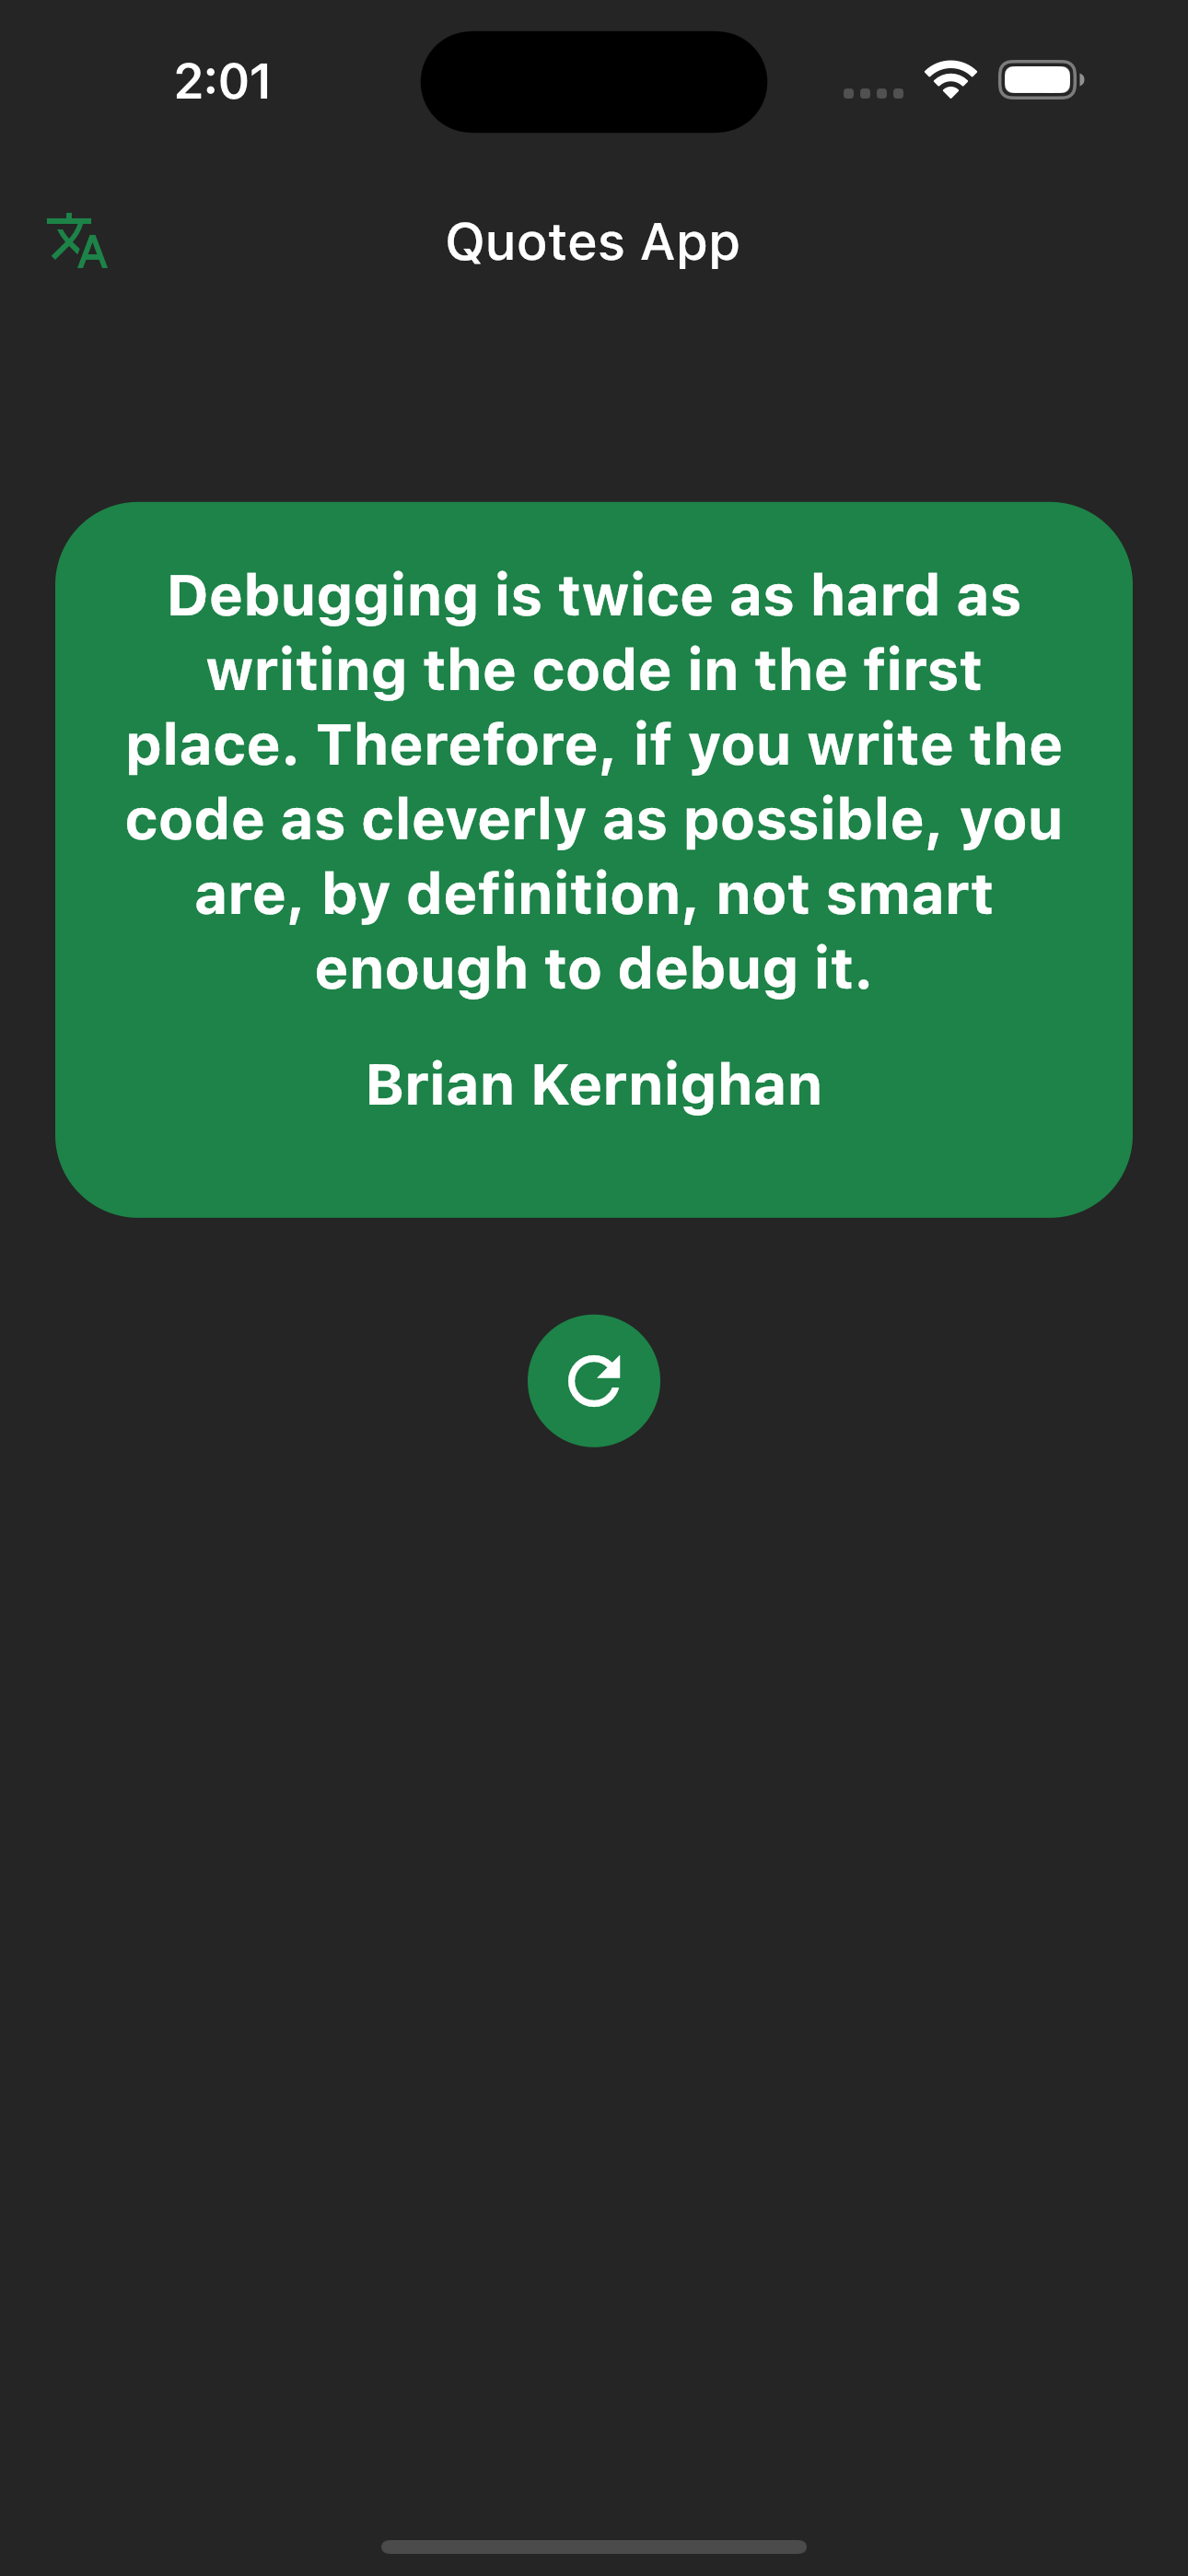 2:01
Quotes App
Debugging is twice as hard as
writing the code in the first
place. Therefore, if you write the
code as cleverly as possible, you
are, by definition, not smart
enough to debug it.
Brian Kernighan